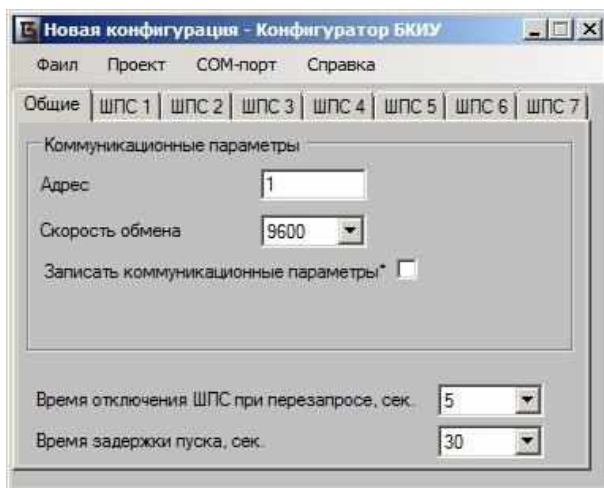 Новая конфигурация - Конфигуратор БКИУ
Фаил Проект COM-порт Справка
Общие ШПС 1 ШПС 2 ШПС 3 ШПС 4 ШПС 5 ШПС 6 ШПС 7
Коммуникационные параметры
Адрес 1
Скорость обмена 9600
Записать коммуникационные параметры*
Время отключения ШПС при перезапросе, сек. 5
Время задержки пуска, сек. 30